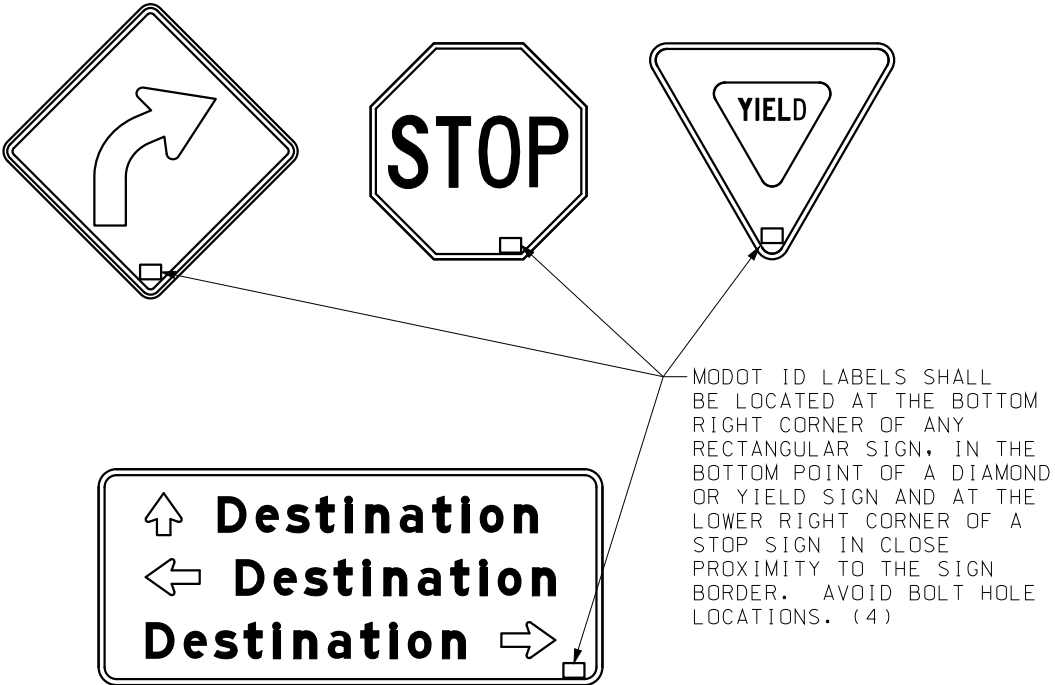 STOP
YIELD
MODOT ID LABELS SHALL
BE LOCATED AT THE BOTTOM
RIGHT CORNER OF ANY
RECTANGULAR SIGN, IN THE
BOTTOM POINT OF A DIAMOND
OR YIELD SIGN AND AT THE
LOWER RIGHT CORNER OF A
STOP SIGN IN CLOSE
PROXIMITY TO THE SIGN
BORDER. AVOID BOLT HOLE
LOCATIONS. (4)
Destination
Destination
Destination